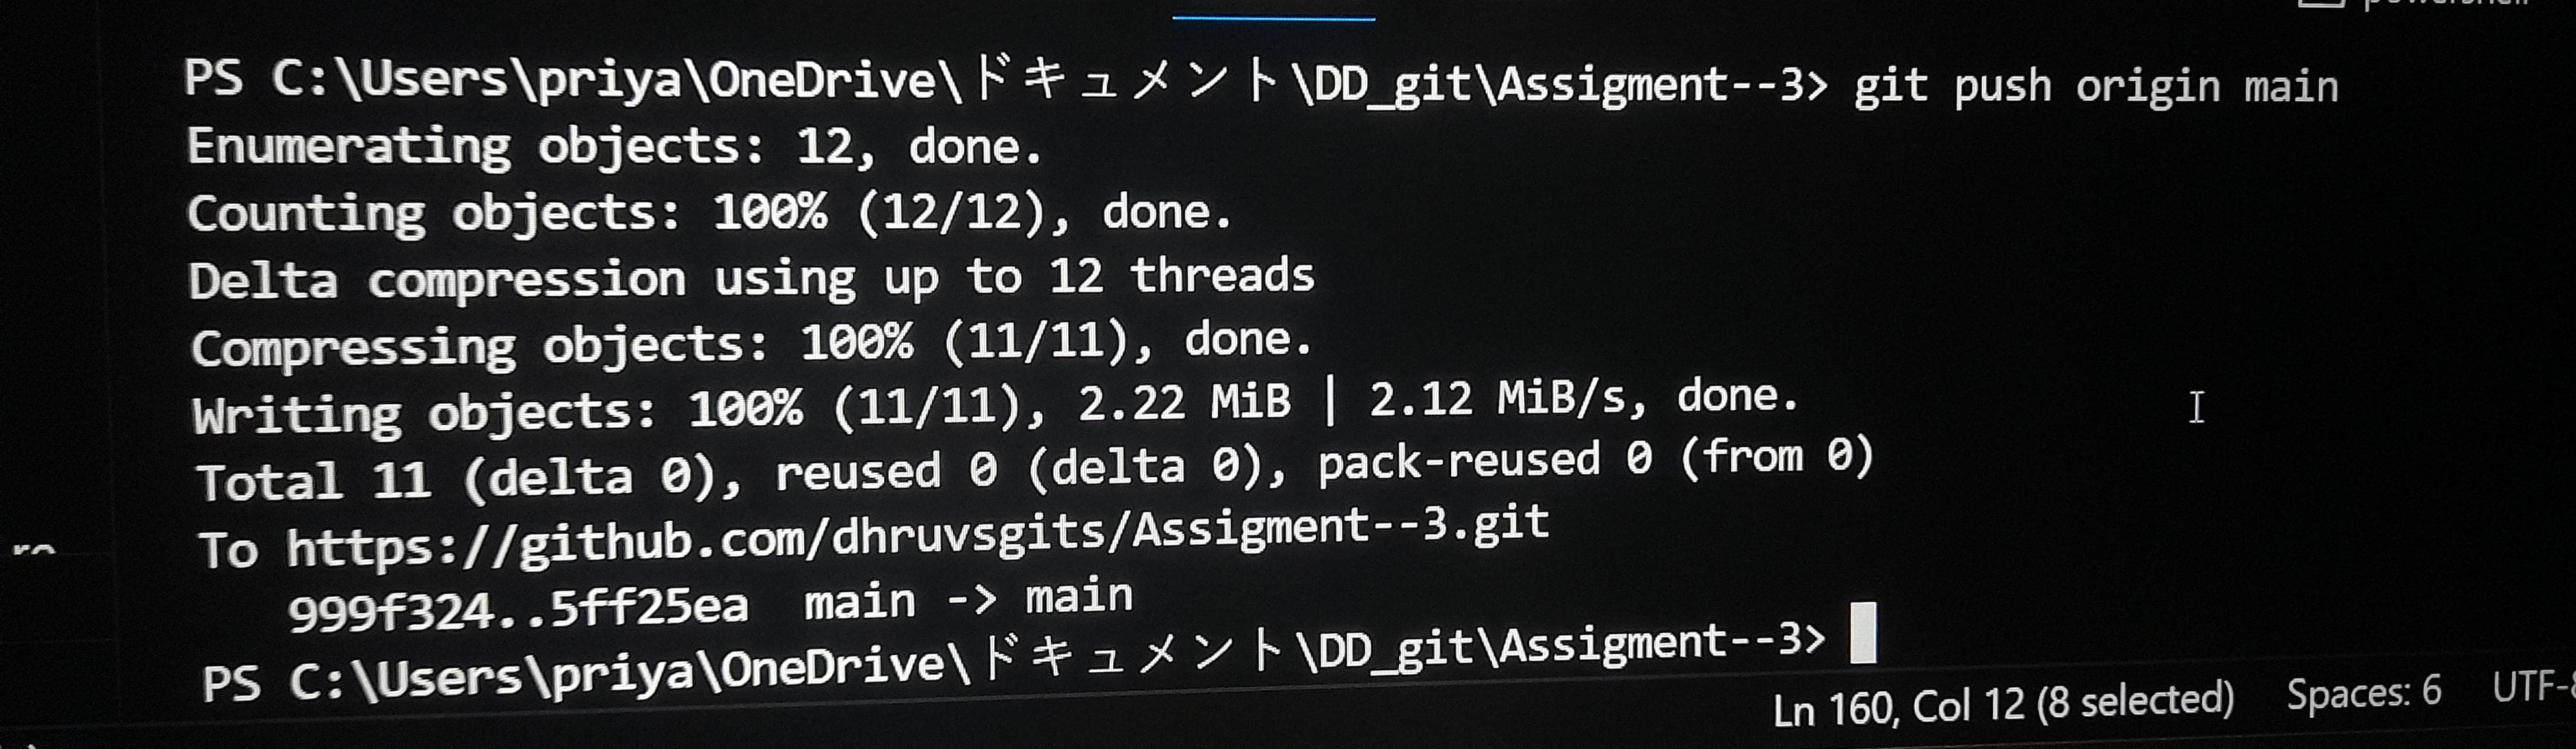 powershell
PS C:\Users\priya\OneDrive\ドキュメント\DD_git\Assigment--3> git push origin main
Enumerating objects: 12, done.
Counting objects: 100% (12/12), done.
Delta compression using up to 12 threads
Compressing objects: 100% (11/11), done.
Writing objects: 100% (11/11), 2.22 MiB | 2.12 MiB/s, done.
Total 11 (delta 0), reused 0 (delta 0), pack-reused 0 (from 0)
To https://github.com/dhruvsgits/Assigment--3.git
   999f324..5ff25ea  main -> main
PS C:\Users\priya\OneDrive\ドキュメント\DD_git\Assigment--3>
Ln 160, Col 12 (8 selected) Spaces: 6 UTF-8